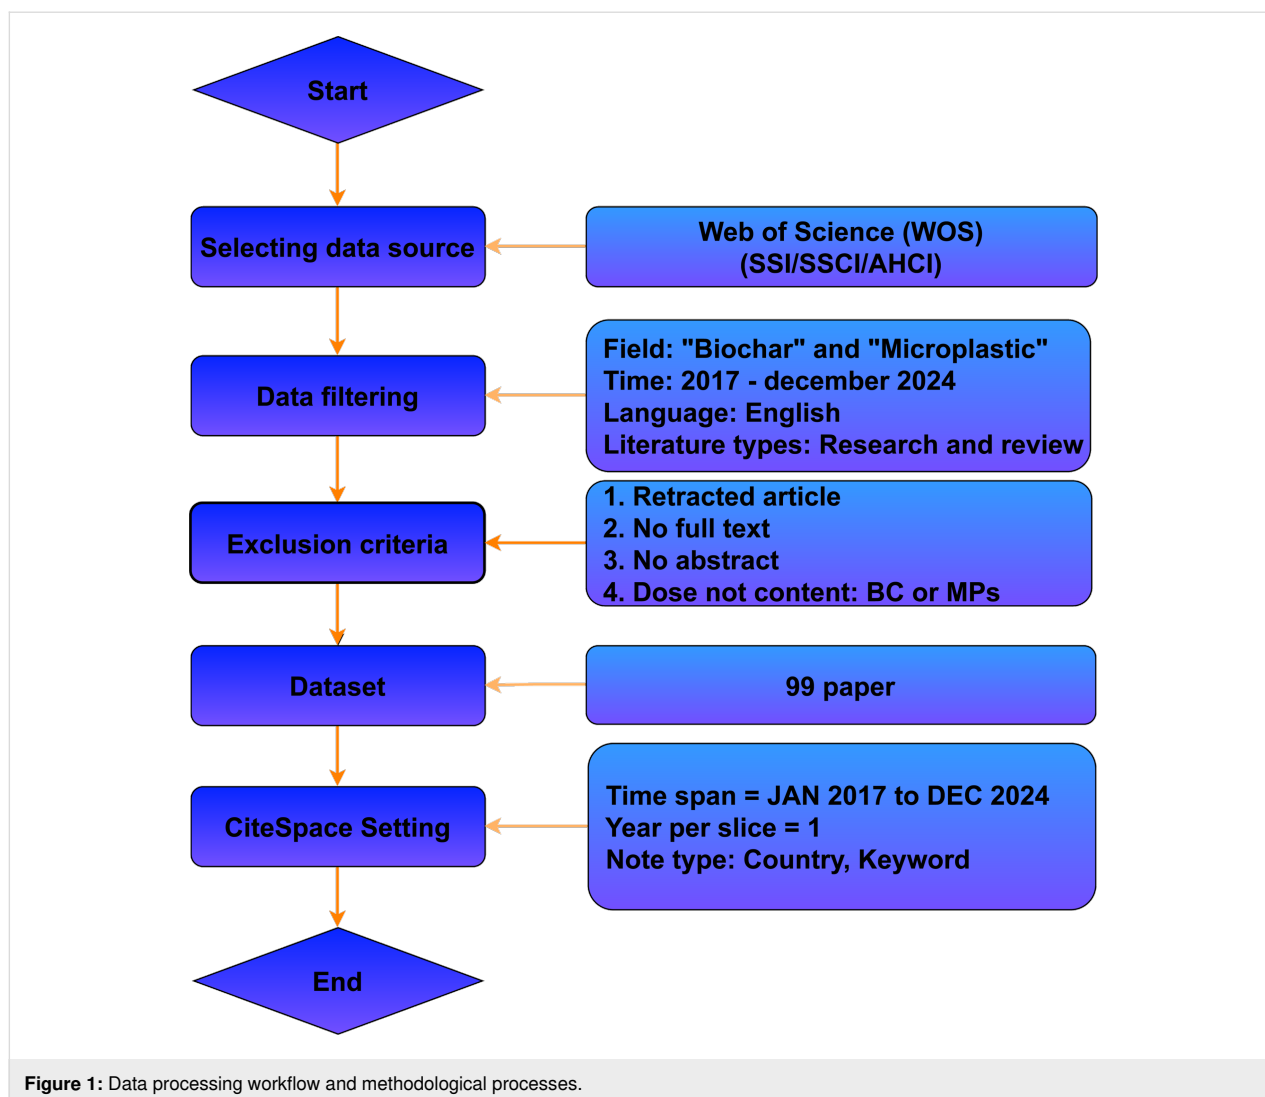 Start
Selecting data source
Web of Science (WOS)
(SSI/SSCI/AHCI)
Data filtering
Field: "Biochar" and "Microplastic"
Time: 2017 - december 2024
Language: English
Literature types: Research and review
Exclusion criteria
1. Retracted article
2. No full text
3. No abstract
4. Dose not content: BC or MPs
Dataset
99 paper
CiteSpace Setting
Time span = JAN 2017 to DEC 2024
Year per slice = 1
Note type: Country, Keyword
End
Figure 1: Data processing workflow and methodological processes.